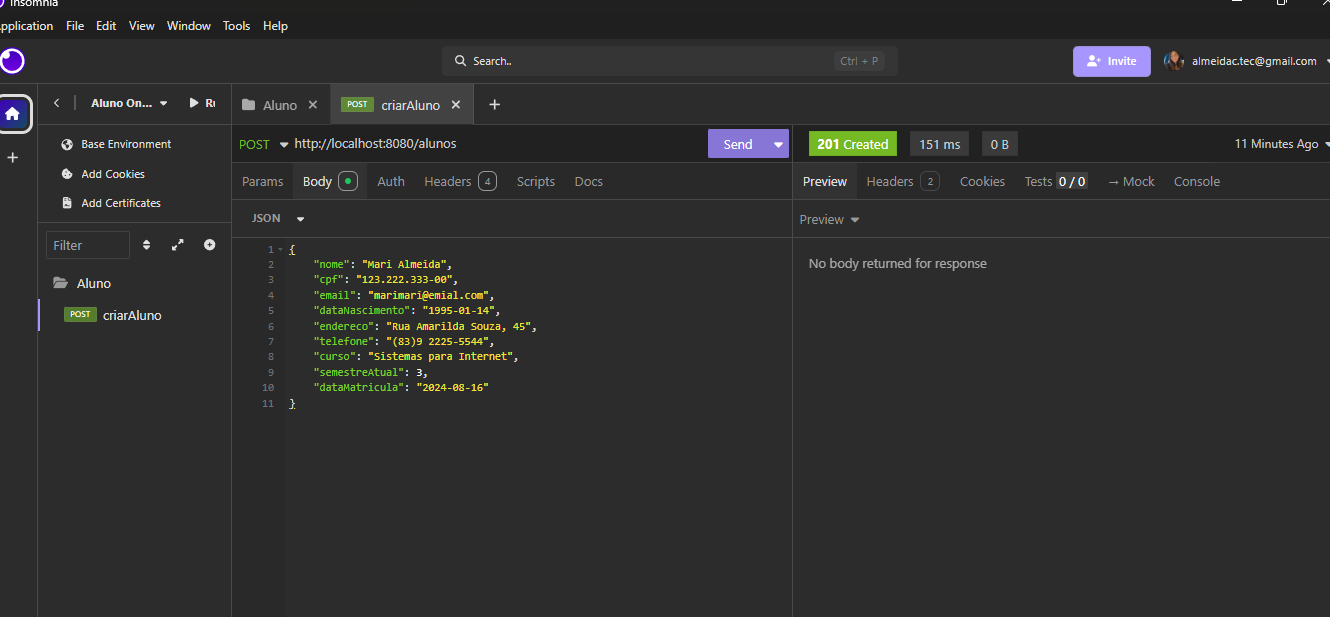 Insomnia
pplication File Edit View Window Tools Help
Search.. Ctrl + P Invite almeidac.tec@gmail.com
Aluno On... Ru Aluno POST criarAluno
Base Environment
Add Cookies
Add Certificates
Filter
Aluno
POST criarAluno
POST http://localhost:8080/alunos Send
Params Body Auth Headers 4 Scripts Docs
JSON
1 {
2 "nome": "Mari Almeida",
3 "cpf": "123.222.333-00",
4 "email": "marimari@emial.com",
5 "dataNascimento": "1995-01-14",
6 "endereco": "Rua Amarilda Souza, 45",
7 "telefone": "(83)9 2225-5544",
8 "curso": "Sistemas para Internet",
9 "semestreAtual": 3,
10 "dataMatricula": "2024-08-16"
11 }
201 Created 151 ms 0 B 11 Minutes Ago
Preview Headers 2 Cookies Tests 0 / 0 → Mock Console
Preview
No body returned for response